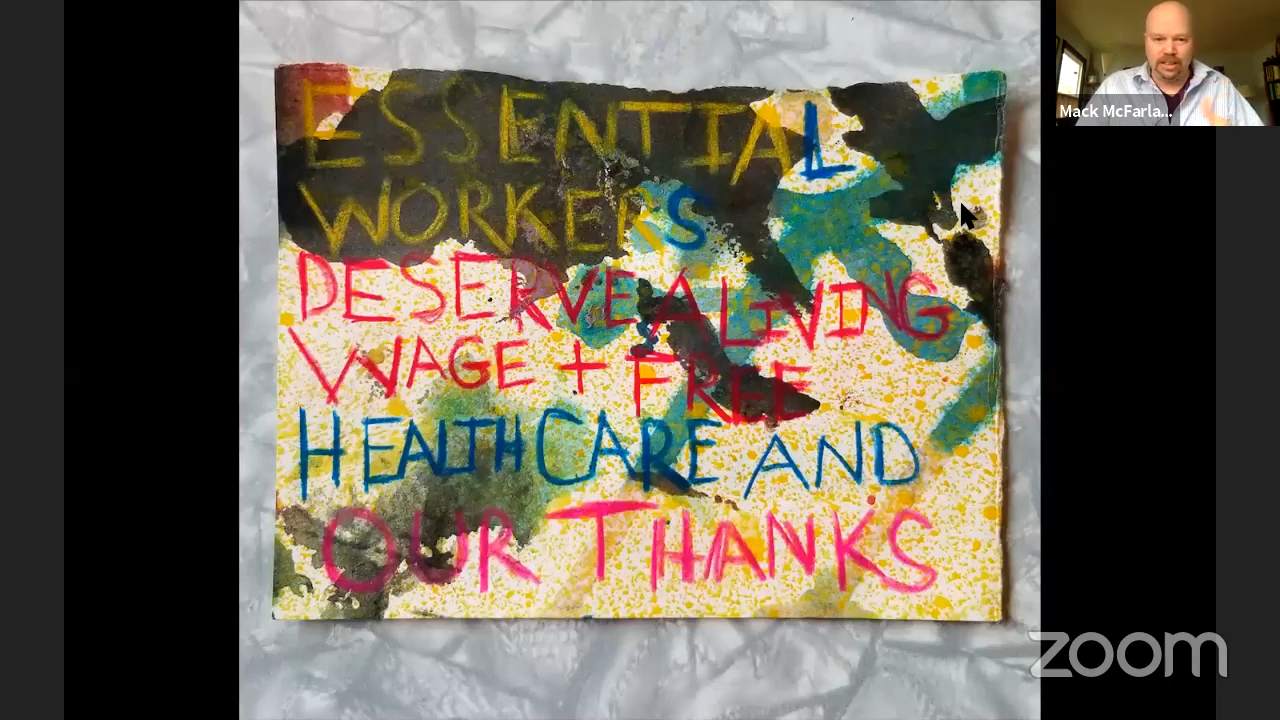 ESSENTIAL
WORKERS
DESERVE A LIVING
WAGE + FREE
HEALTHCARE AND
OUR THANKS
Mack McFarla...
zoom